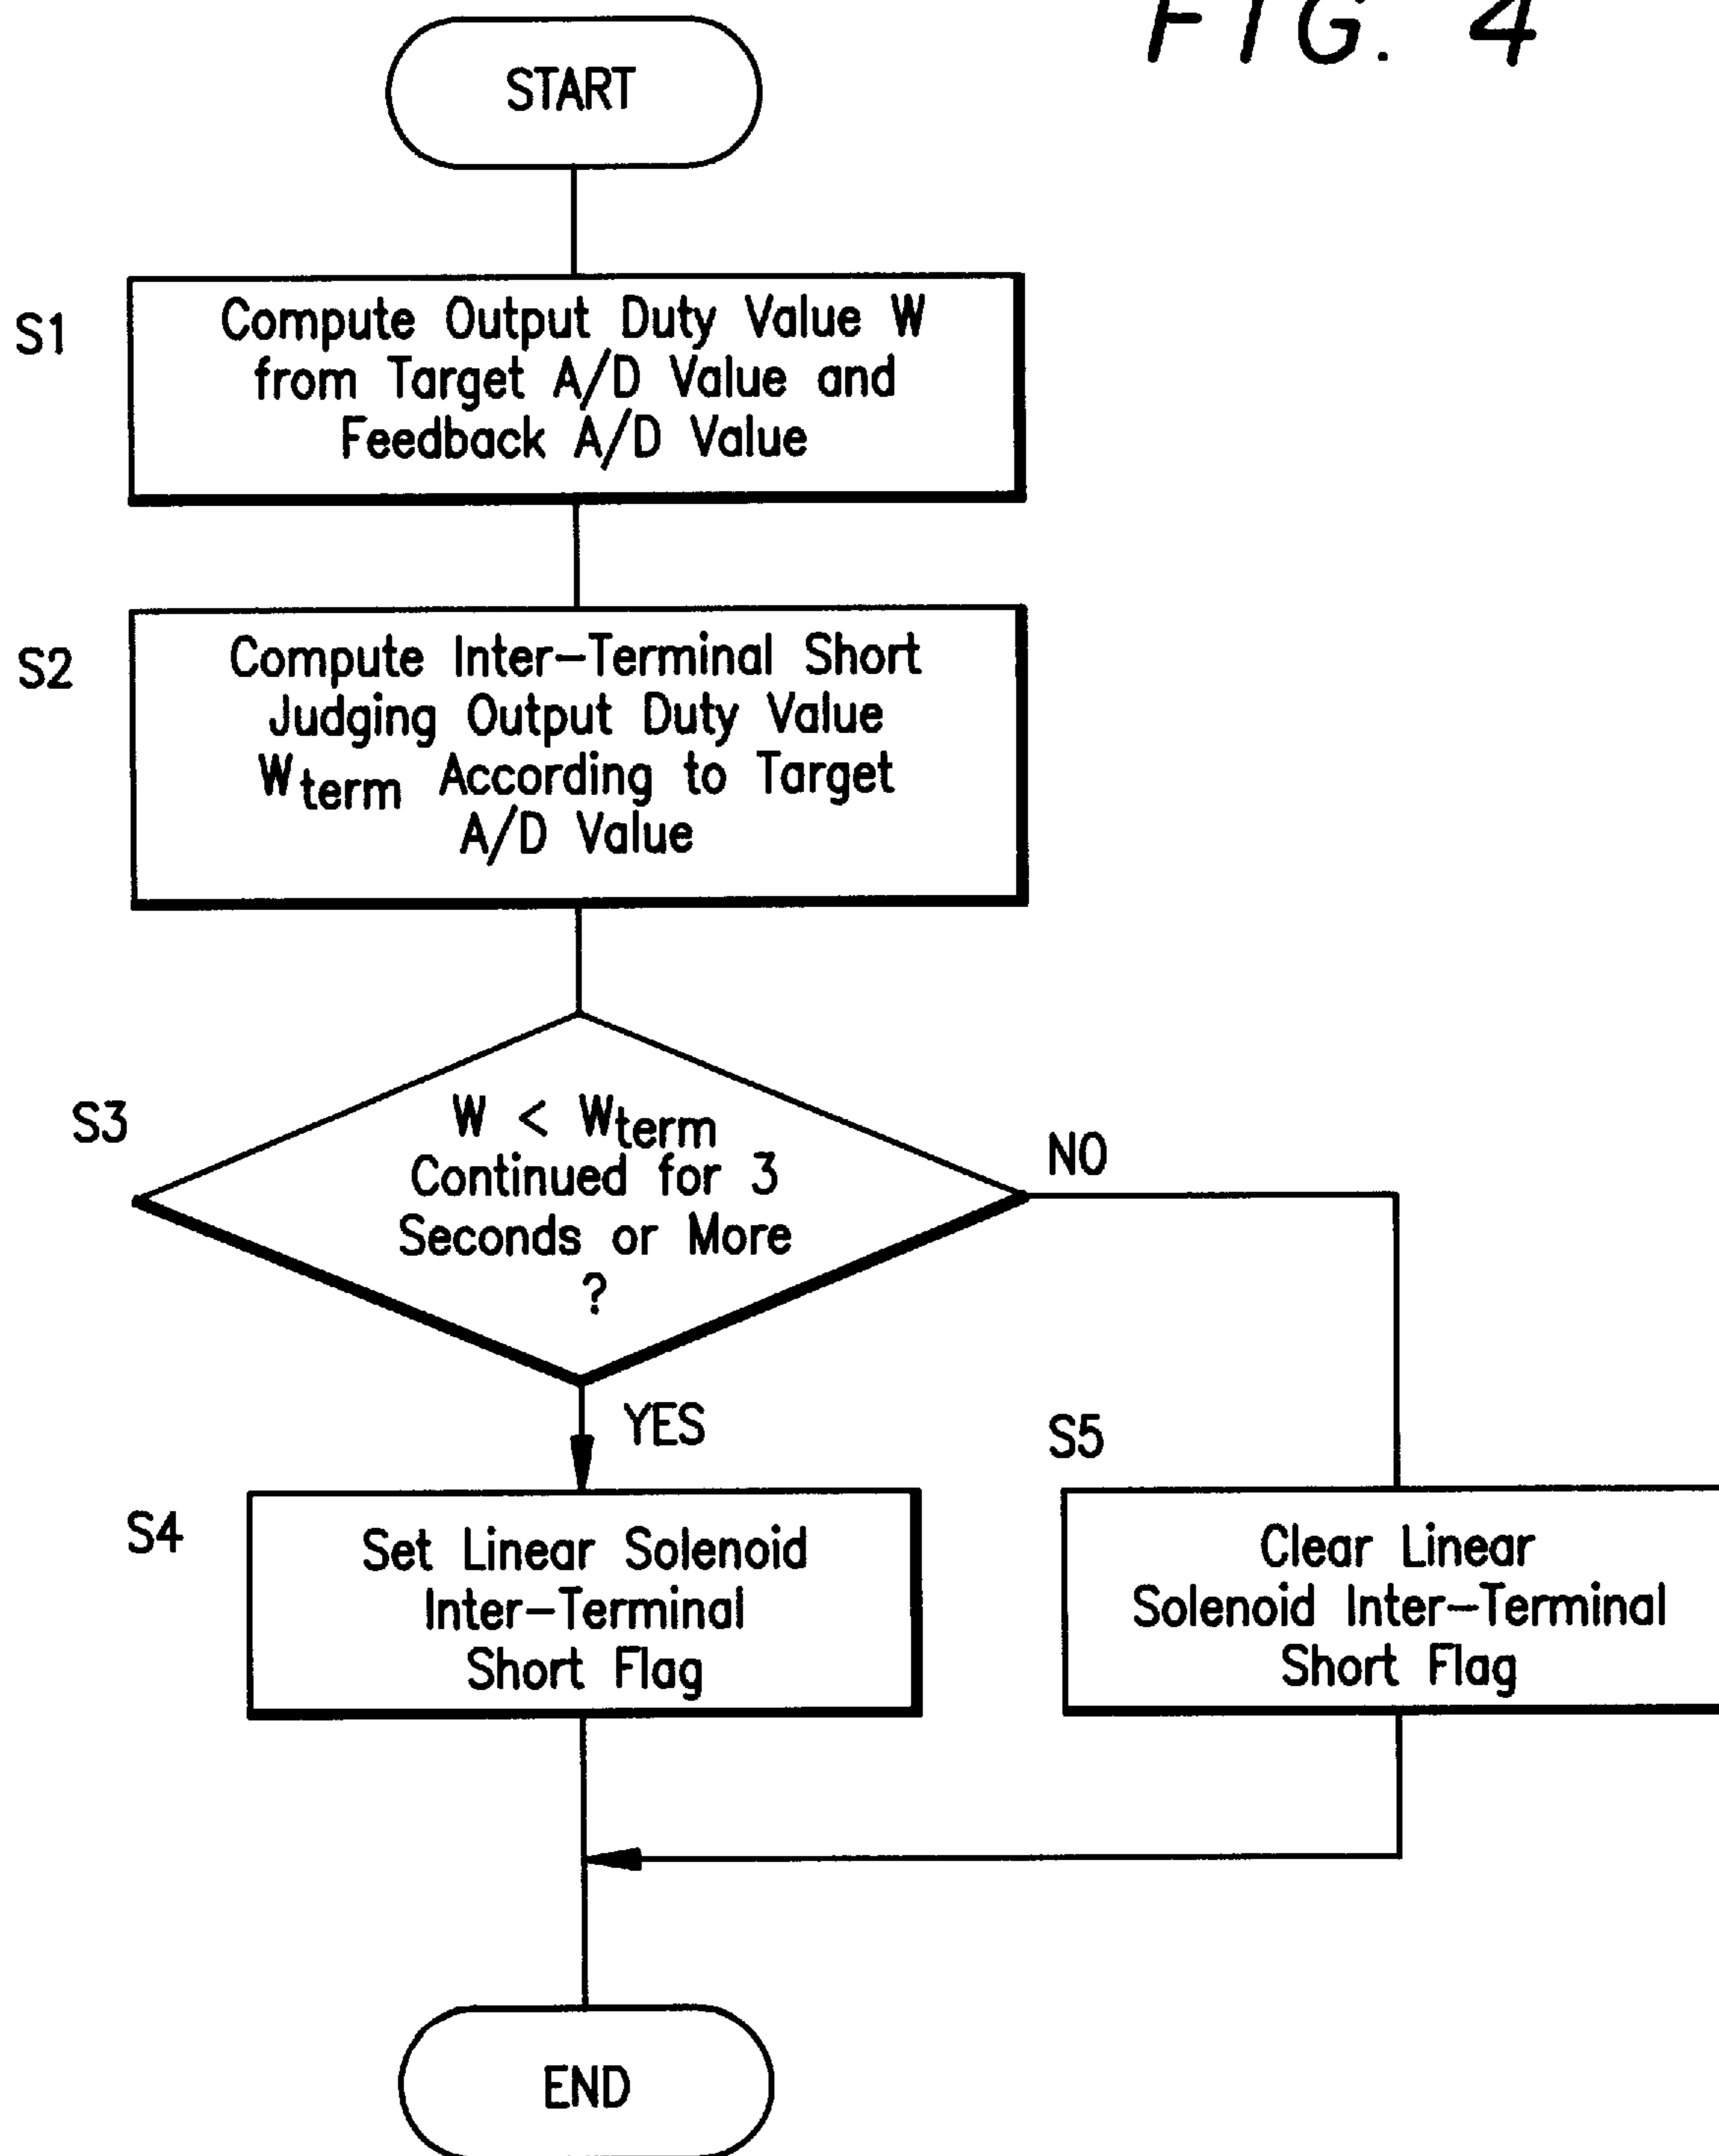 FIG. 4
START
S1
Compute Output Duty Value W
from Target A/D Value and
Feedback A/D Value
S2
Compute Inter-Terminal Short
Judging Output Duty Value
Wterm According to Target
A/D Value
S3
W < Wterm
Continued for 3
Seconds or More
?
NO
YES
S4
Set Linear Solenoid
Inter-Terminal
Short Flag
S5
Clear Linear
Solenoid Inter-Terminal
Short Flag
END